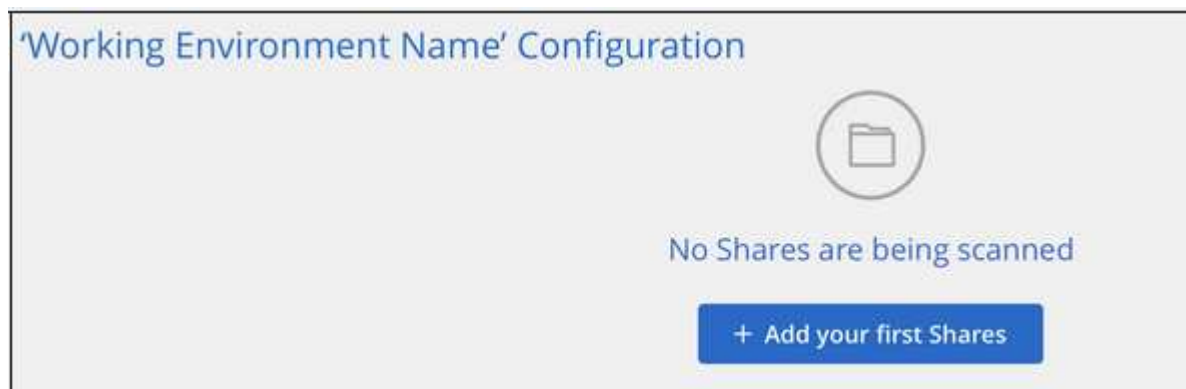 ‘Working Environment Name’ Configuration
No Shares are being scanned
+ Add your first Shares